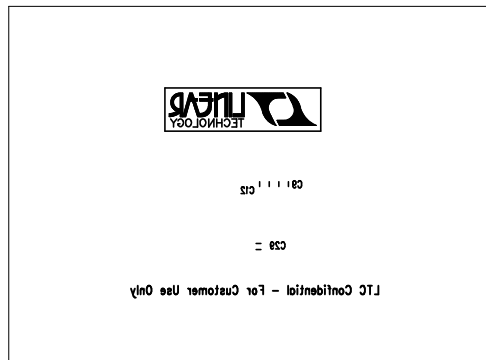 LINEAR
TECHNOLOGY
C9
C12
C29
LTC Confidential - For Customer Use Only